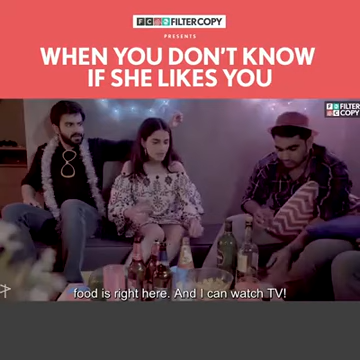 FC FILTERCOPY
PRESENTS
WHEN YOU DON'T KNOW
IF SHE LIKES YOU
FILTER
COPY
food is right here. And I can watch TV!